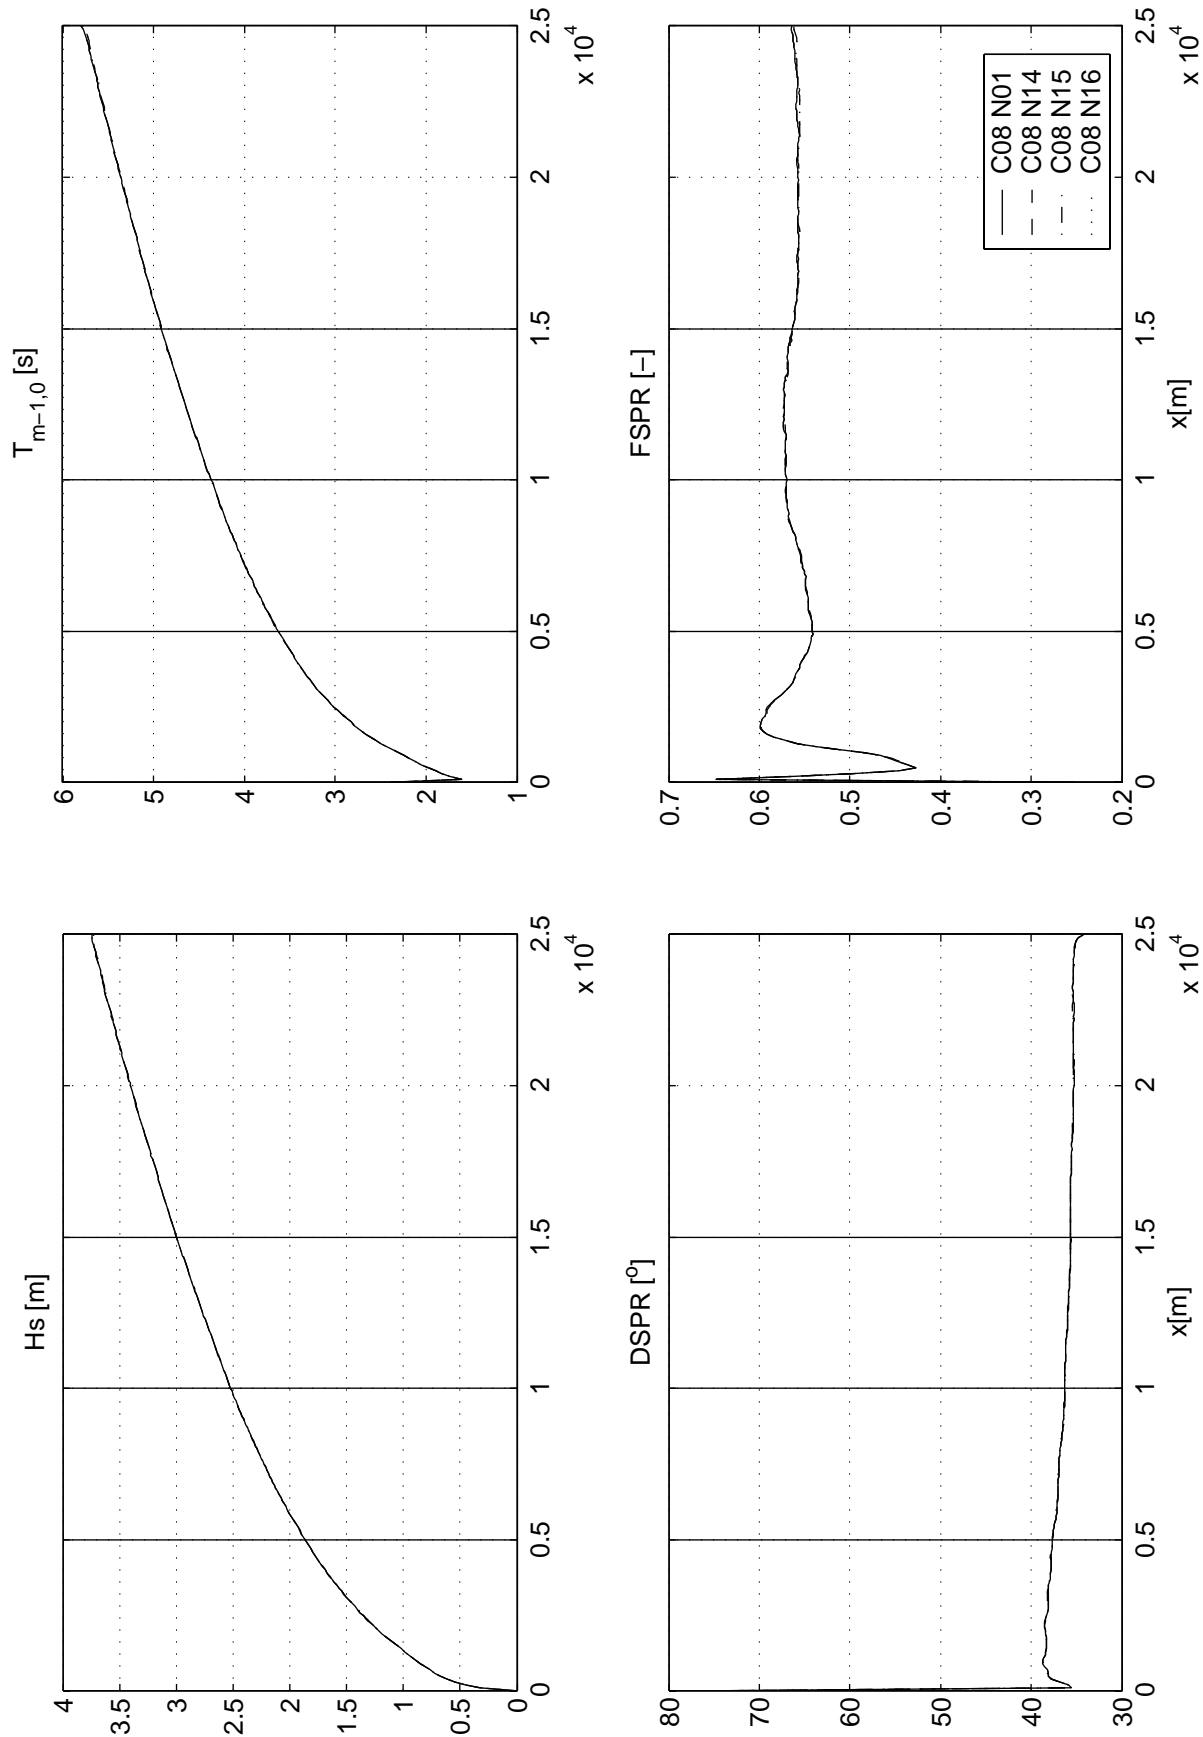 Hs [m]
4
3.5
3
2.5
2
1.5
1
0.5
0
0 0.5 1 1.5 2 2.5
x 10^4
T_{m−1,0} [s]
6
5
4
3
2
1
0 0.5 1 1.5 2 2.5
x 10^4
DSPR [^o]
80
70
60
50
40
30
0 0.5 1 1.5 2 2.5
x[m]
x 10^4
FSPR [−]
0.7
0.6
0.5
0.4
0.3
0.2
0 0.5 1 1.5 2 2.5
x[m]
x 10^4
C08 N01
C08 N14
C08 N15
C08 N16